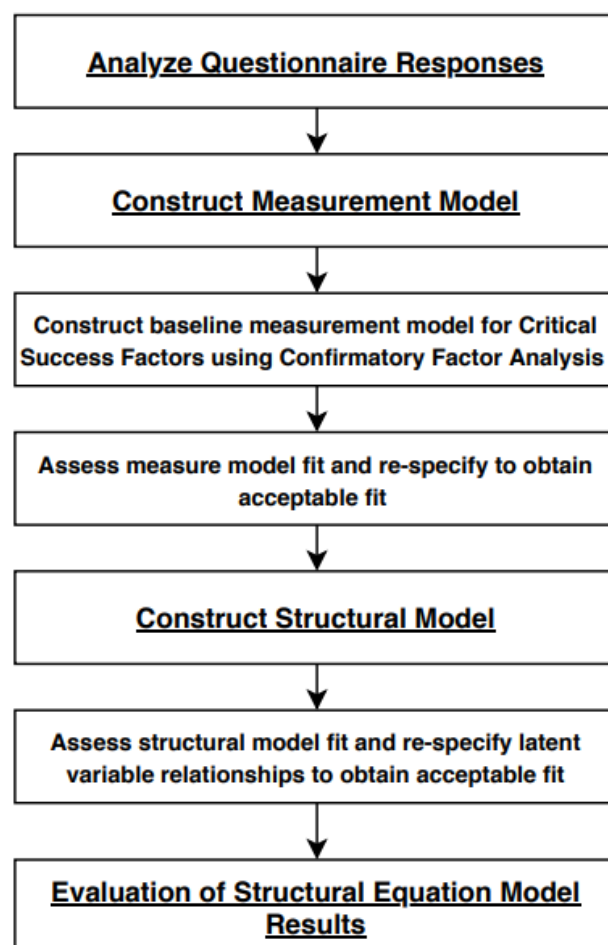 Analyze Questionnaire Responses
Construct Measurement Model
Construct baseline measurement model for Critical
Success Factors using Confirmatory Factor Analysis
Assess measure model fit and re-specify to obtain
acceptable fit
Construct Structural Model
Assess structural model fit and re-specify latent
variable relationships to obtain acceptable fit
Evaluation of Structural Equation Model
Results